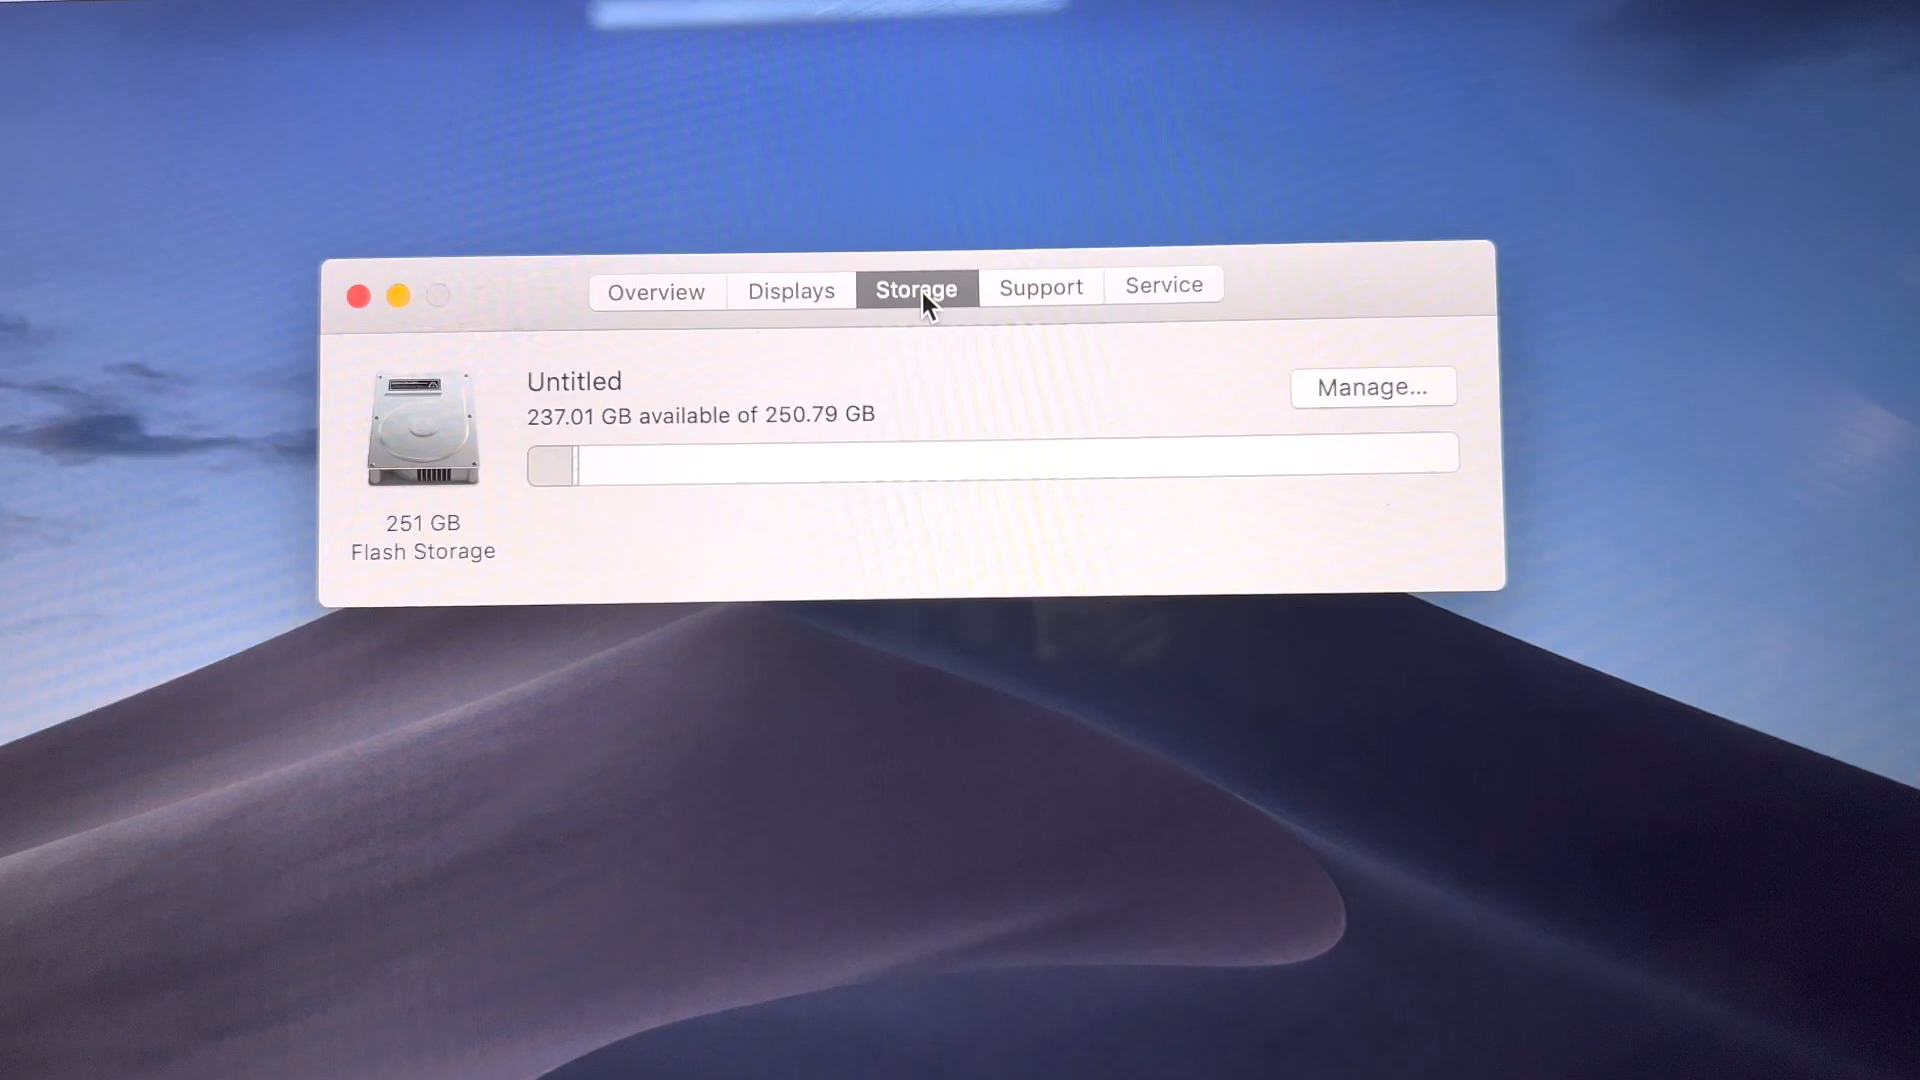 Overview Displays Storage Support Service
Untitled
Manage...
237.01 GB available of 250.79 GB
251 GB
Flash Storage